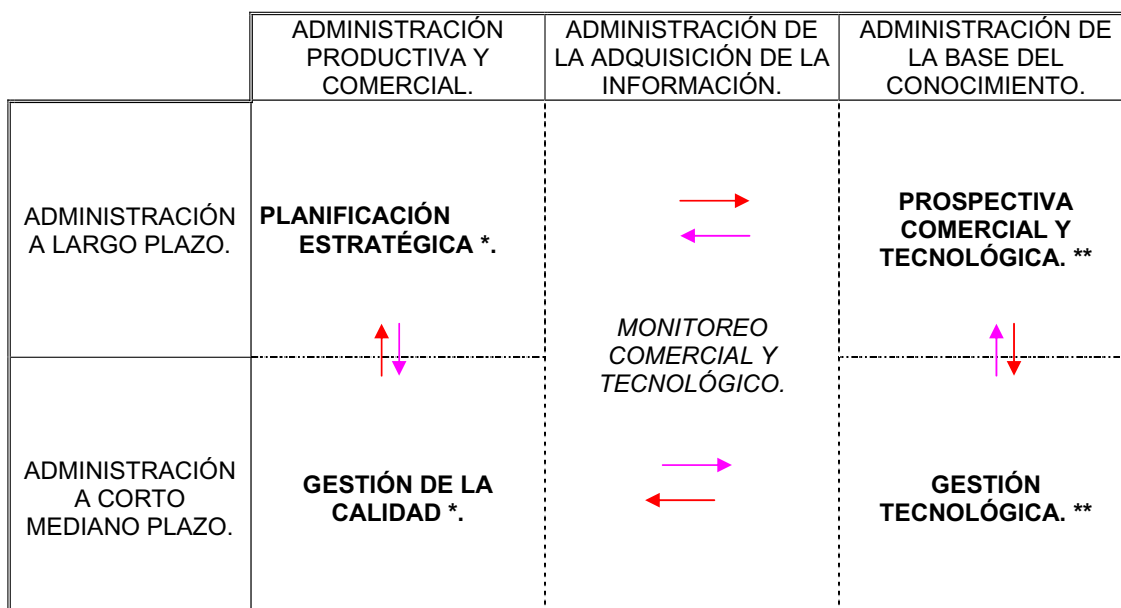 ADMINISTRACIÓN
PRODUCTIVA Y
COMERCIAL.
ADMINISTRACIÓN DE
LA ADQUISICIÓN DE LA
INFORMACIÓN.
ADMINISTRACIÓN DE
LA BASE DEL
CONOCIMIENTO.
ADMINISTRACIÓN
A LARGO PLAZO.
PLANIFICACIÓN
ESTRATÉGICA *.
PROSPECTIVA
COMERCIAL Y
TECNOLÓGICA. **
MONITOREO
COMERCIAL Y
TECNOLÓGICO.
ADMINISTRACIÓN
A CORTO
MEDIANO PLAZO.
GESTIÓN DE LA
CALIDAD *.
GESTIÓN
TECNOLÓGICA. **